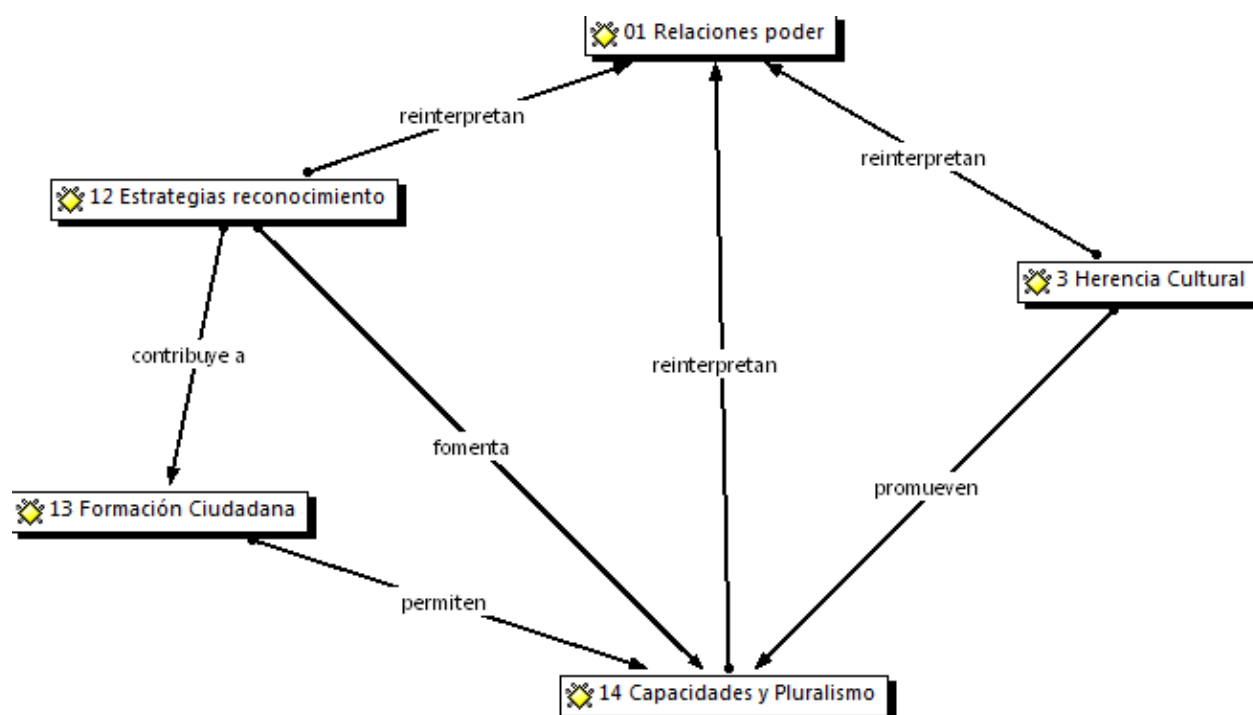 01 Relaciones poder
reinterpretan
reinterpretan
12 Estrategias reconocimiento
3 Herencia Cultural
contribuye a
reinterpretan
fomenta
promueven
13 Formación Ciudadana
permiten
14 Capacidades y Pluralismo